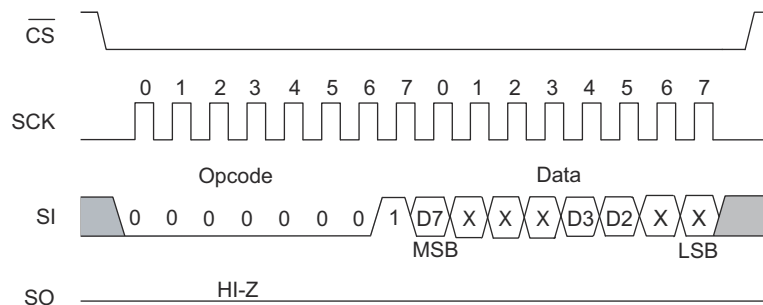 CS
0 1 2 3 4 5 6 7 0 1 2 3 4 5 6 7
SCK
Opcode Data
SI 0 0 0 0 0 0 0 1 D7 X X X D3 D2 X X
MSB LSB
HI-Z
SO